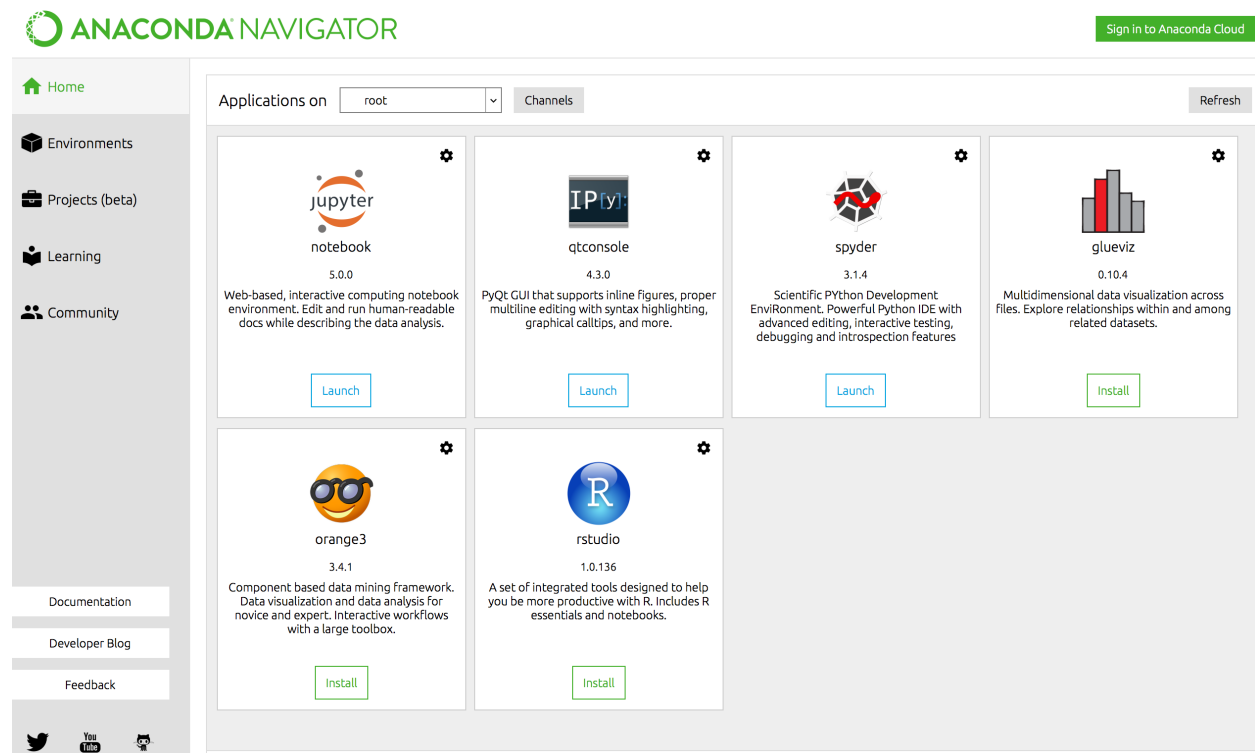 ANACONDA NAVIGATOR
Sign in to Anaconda Cloud
Home
Environments
Projects (beta)
Learning
Community
Documentation
Developer Blog
Feedback
You
Tube
Applications on
root
Channels
Refresh
jupyter
notebook
5.0.0
Web-based, interactive computing notebook
environment. Edit and run human-readable
docs while describing the data analysis.
Launch
IP[y]:
qtconsole
4.3.0
PyQt GUI that supports inline figures, proper
multiline editing with syntax highlighting,
graphical calltips, and more.
Launch
spyder
3.1.4
Scientific PYthon Development
EnviRonment. Powerful Python IDE with
advanced editing, interactive testing,
debugging and introspection features
Launch
glueviz
0.10.4
Multidimensional data visualization across
files. Explore relationships within and among
related datasets.
Install
orange3
3.4.1
Component based data mining framework.
Data visualization and data analysis for
novice and expert. Interactive workflows
with a large toolbox.
Install
R
rstudio
1.0.136
A set of integrated tools designed to help
you be more productive with R. Includes R
essentials and notebooks.
Install